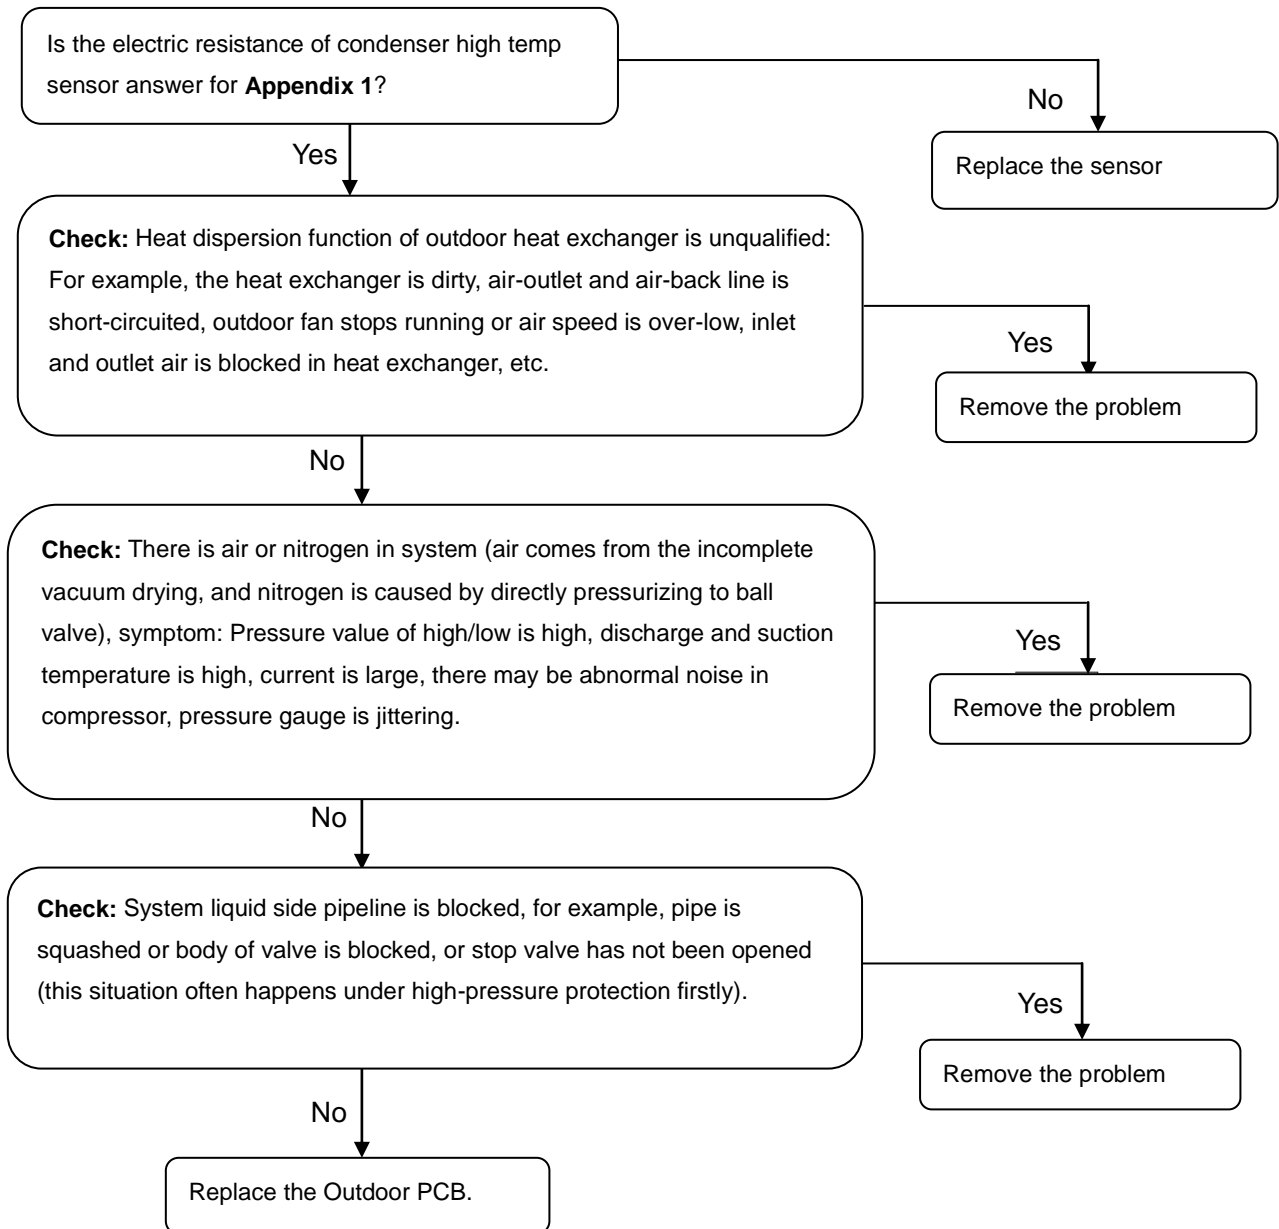 Is the electric resistance of condenser high temp
sensor answer for Appendix 1?
No
Yes
Replace the sensor
Check: Heat dispersion function of outdoor heat exchanger is unqualified:
For example, the heat exchanger is dirty, air-outlet and air-back line is
short-circuited, outdoor fan stops running or air speed is over-low, inlet
and outlet air is blocked in heat exchanger, etc.
Yes
Remove the problem
No
Check: There is air or nitrogen in system (air comes from the incomplete
vacuum drying, and nitrogen is caused by directly pressurizing to ball
valve), symptom: Pressure value of high/low is high, discharge and suction
temperature is high, current is large, there may be abnormal noise in
compressor, pressure gauge is jittering.
Yes
Remove the problem
No
Check: System liquid side pipeline is blocked, for example, pipe is
squashed or body of valve is blocked, or stop valve has not been opened
(this situation often happens under high-pressure protection firstly).
Yes
Remove the problem
No
Replace the Outdoor PCB.